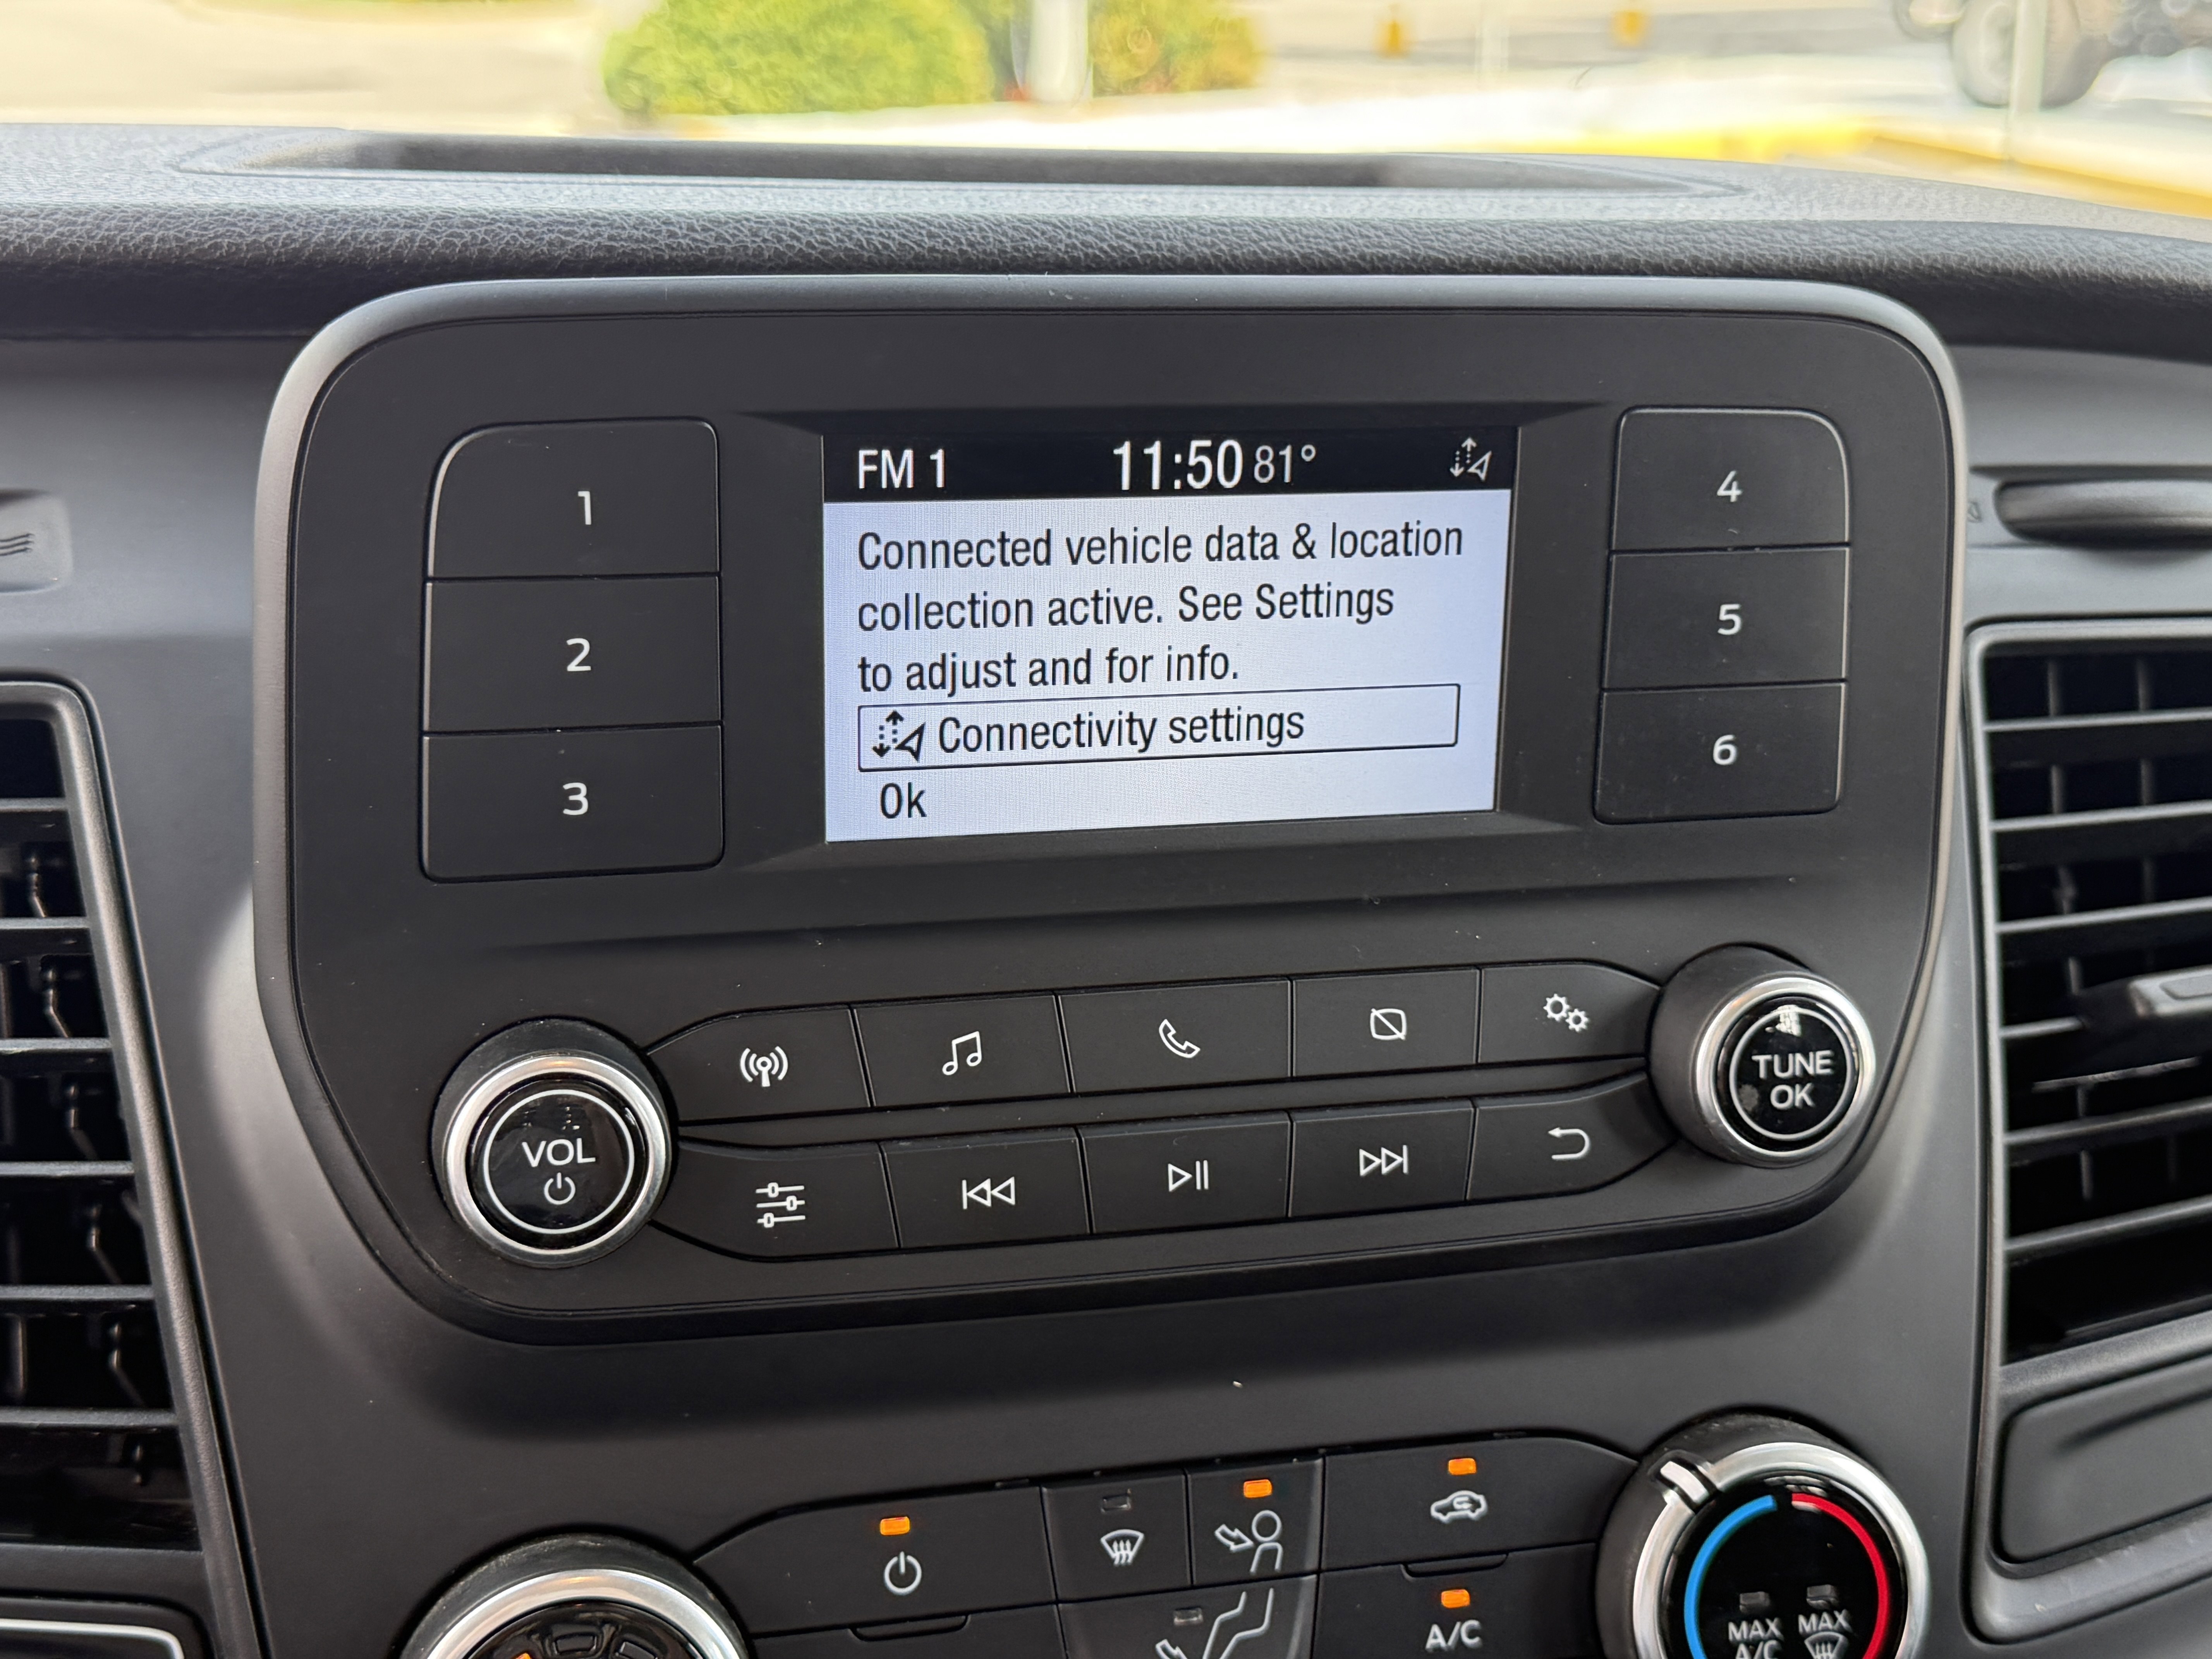 FM 1 11:50 81°
Connected vehicle data & location
collection active. See Settings
to adjust and for info.
Connectivity settings
Ok
1
2
3
4
5
6
VOL
TUNE
OK
A/C
MAX
A/C
MAX